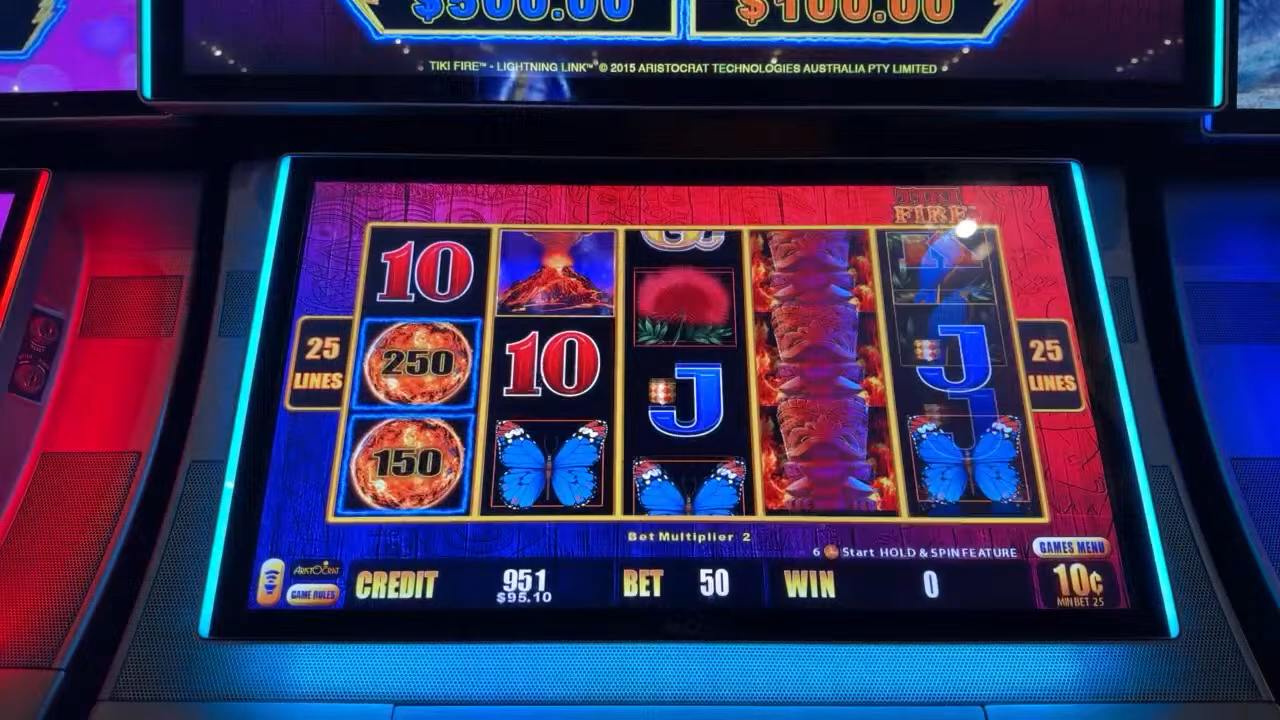 $500.00 $100.00
TIKI FIRE™ - LIGHTNING LINK™ © 2015 ARISTOCRAT TECHNOLOGIES AUSTRALIA PTY LIMITED
FIRE
10
250
10
25 LINES
25 LINES
J
J
150
Bet Multiplier 2
6 Start HOLD & SPIN FEATURE
GAMES MENU
ARISTOCRAT
GAME RULES
CREDIT 951 BET 50 WIN 0
$95.10
10¢
MIN BET 25